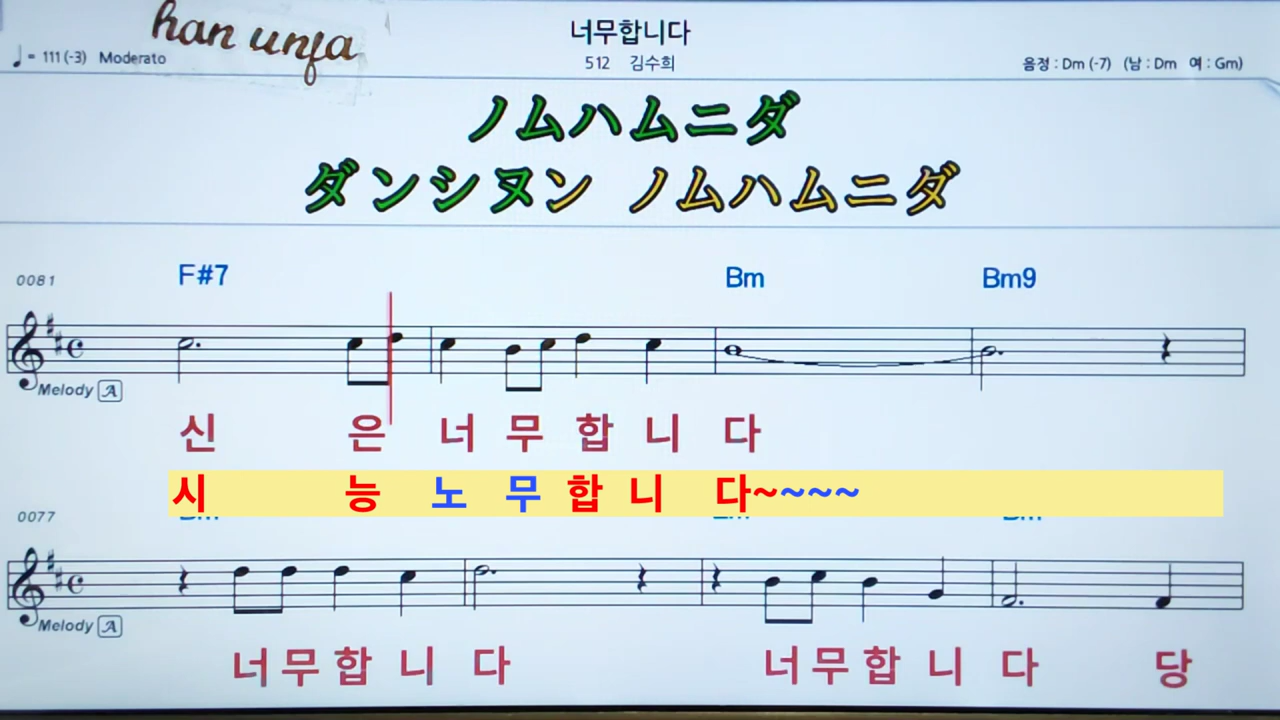 han unja
너무합니다
♩= 111 (-3) Moderato
512 김수희
음정 : Dm (-7) (남 : Dm 여 : Gm)
ノムハムニダ
ダンシヌン ノムハムニダ
0081
F#7 Bm Bm9
Melody A
신 은 너 무 합 니 다
시 능 노 무 합 니 다~~~~
0077
Melody A
너 무 합 니 다 너 무 합 니 다 당